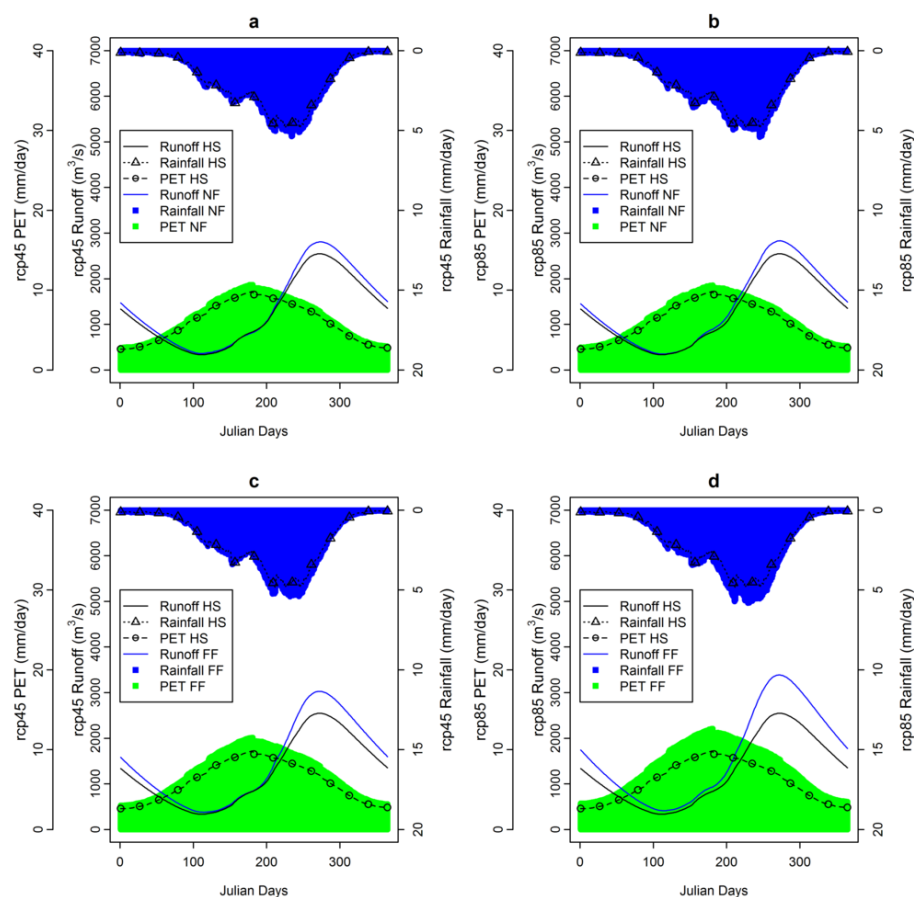 a
rcp45 PET (mm/day)
0
10
20
30
40
rcp45 Runoff (m³/s)
0
1000
2000
3000
4000
5000
6000
7000
Runoff HS
Rainfall HS
PET HS
Runoff NF
Rainfall NF
PET NF
0
5
10
15
20
rcp45 Rainfall (mm/day)
0 100 200 300
Julian Days
b
rcp85 PET (mm/day)
0
10
20
30
40
rcp85 Runoff (m³/s)
0
1000
2000
3000
4000
5000
6000
7000
Runoff HS
Rainfall HS
PET HS
Runoff NF
Rainfall NF
PET NF
0
5
10
15
20
rcp85 Rainfall (mm/day)
0 100 200 300
Julian Days
c
rcp45 PET (mm/day)
0
10
20
30
40
rcp45 Runoff (m³/s)
0
1000
2000
3000
4000
5000
6000
7000
Runoff HS
Rainfall HS
PET HS
Runoff FF
Rainfall FF
PET FF
0
5
10
15
20
rcp45 Rainfall (mm/day)
0 100 200 300
Julian Days
d
rcp85 PET (mm/day)
0
10
20
30
40
rcp85 Runoff (m³/s)
0
1000
2000
3000
4000
5000
6000
7000
Runoff HS
Rainfall HS
PET HS
Runoff FF
Rainfall FF
PET FF
0
5
10
15
20
rcp85 Rainfall (mm/day)
0 100 200 300
Julian Days